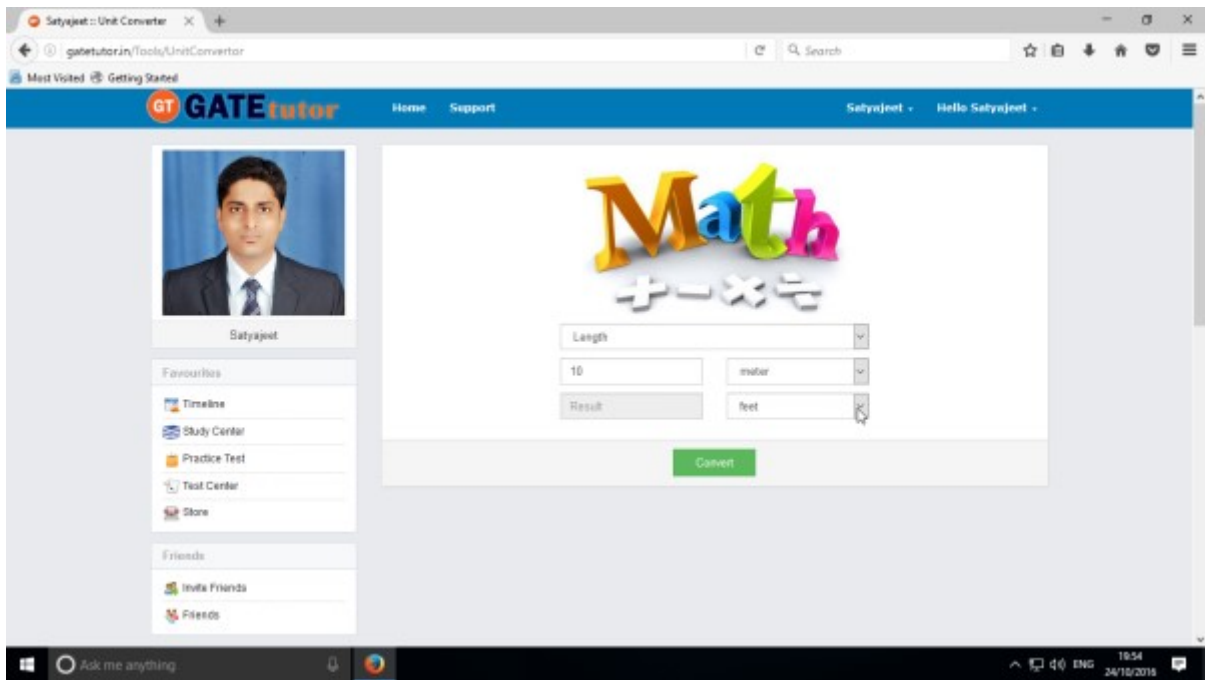 Satyajeet :: Unit Converter
gatetutor.in/Tools/UnitConvertor
Search
Most Visited
Getting Started
GT GATEtutor
Home
Support
Satyajeet
Hello Satyajeet
Math
+-×÷
Satyajeet
Length
10
meter
Result
feet
Convert
Favourites
Timeline
Study Center
Practice Test
Test Center
Store
Friends
Invite Friends
Friends
Ask me anything
ENG
19:54
24/10/2016